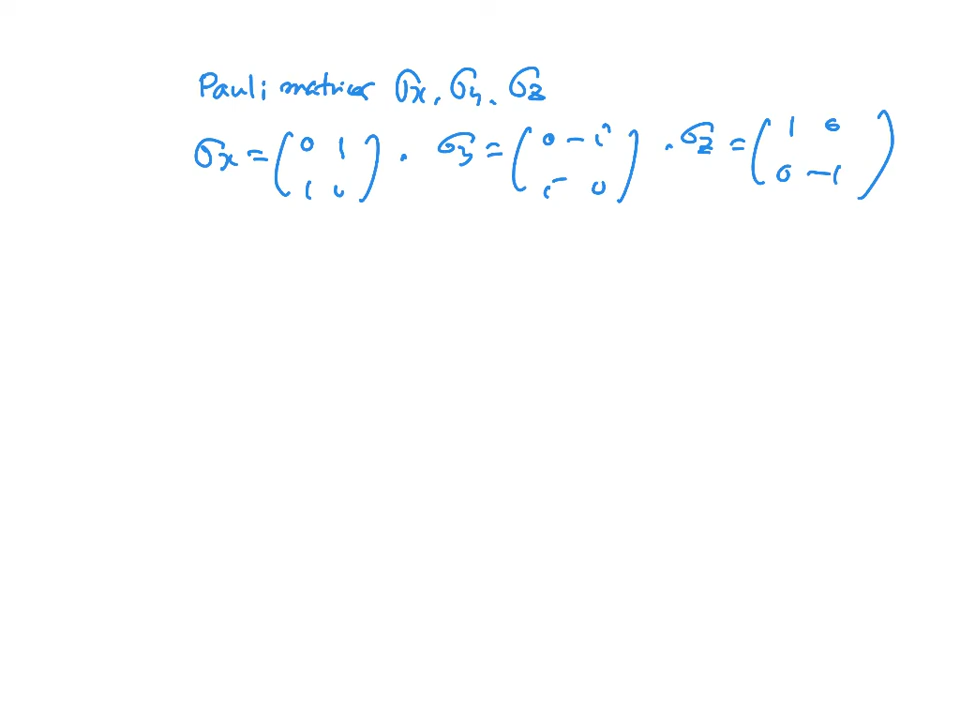 Pauli matrices σx, σy, σz
σx = (0 1 1 0), σy = (0 -i i 0), σz = (1 0 0 -1)